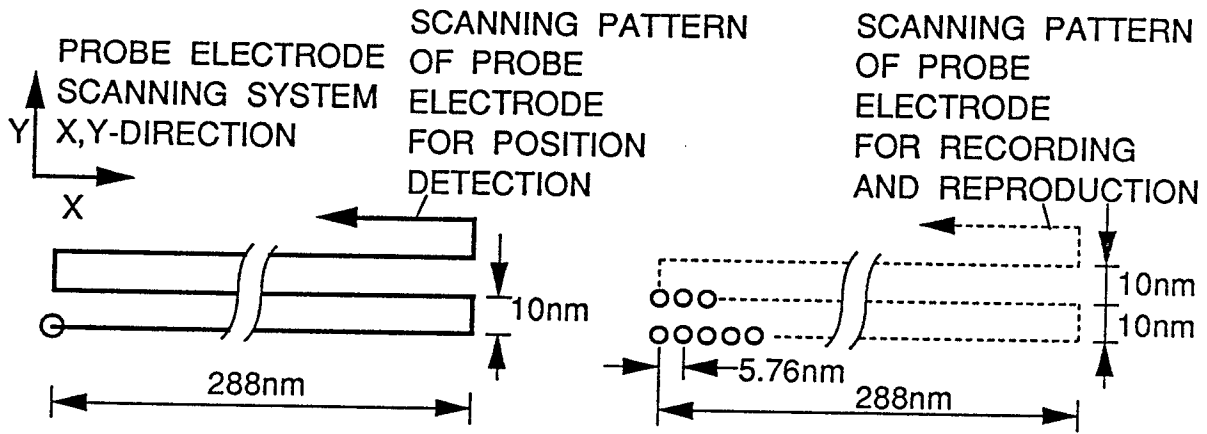 PROBE ELECTRODE
SCANNING SYSTEM
X,Y-DIRECTION
Y
X
SCANNING PATTERN
OF PROBE
ELECTRODE
FOR POSITION
DETECTION
10nm
288nm
SCANNING PATTERN
OF PROBE
ELECTRODE
FOR RECORDING
AND REPRODUCTION
10nm
10nm
5.76nm
288nm